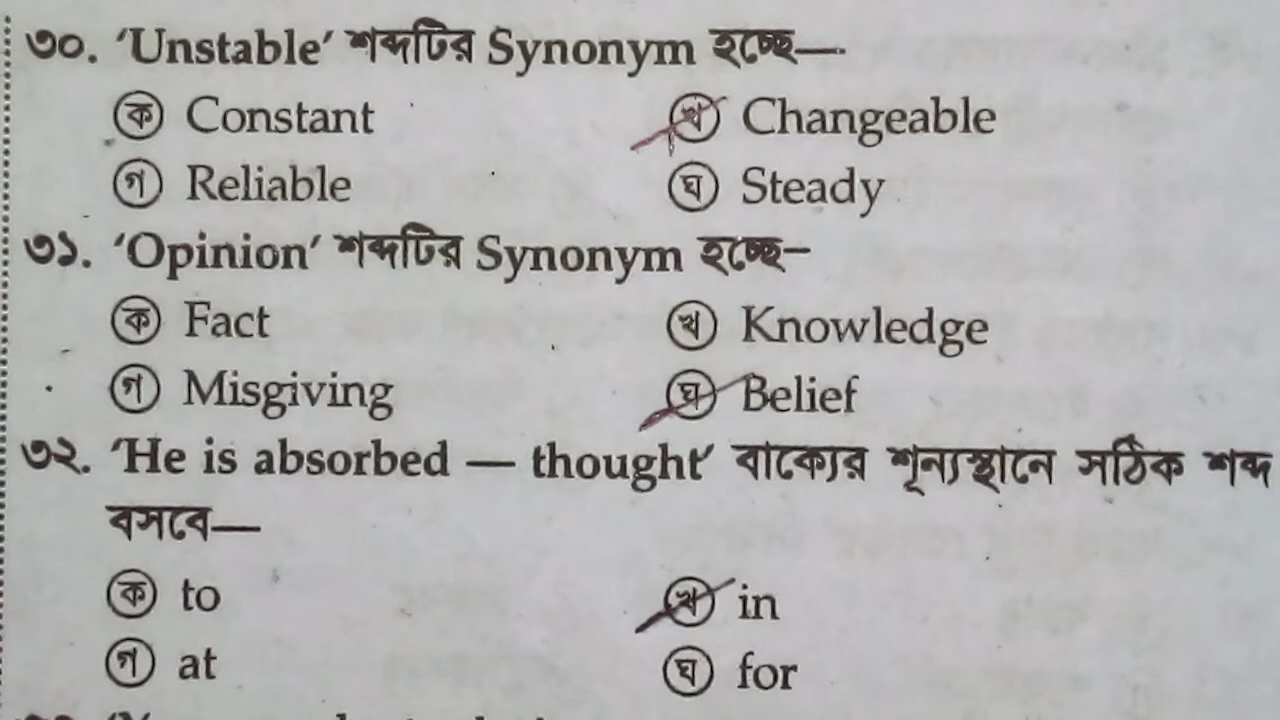 ৩০. ‘Unstable’ শব্দটির Synonym হচ্ছে—
ক Constant খ Changeable
গ Reliable ঘ Steady
৩১. ‘Opinion’ শব্দটির Synonym হচ্ছে–
ক Fact খ Knowledge
গ Misgiving ঘ Belief
৩২. ‘He is absorbed — thought’ বাক্যের শূন্যস্থানে সঠিক শব্দ
বসবে—
ক to খ in
গ at ঘ for